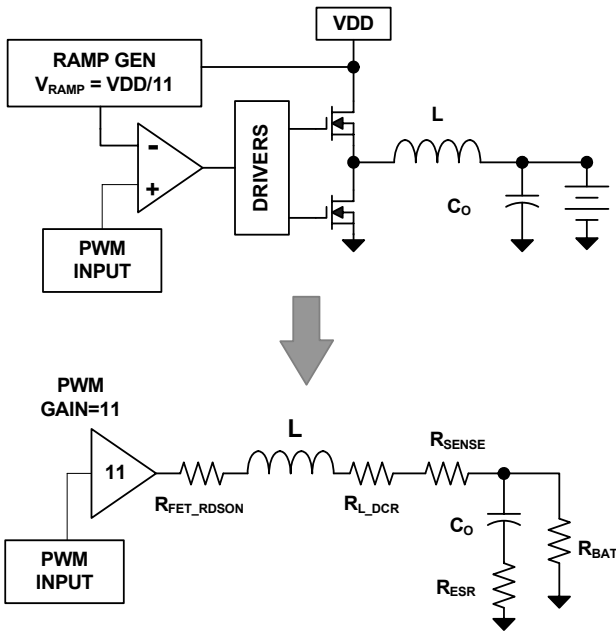 VDD
RAMP GEN
VRAMP = VDD/11
-
+
DRIVERS
L
CO
PWM
INPUT
PWM
GAIN=11
11
RFET_RDSON
L
RL_DCR
RSENSE
CO
RBAT
RESR
PWM
INPUT